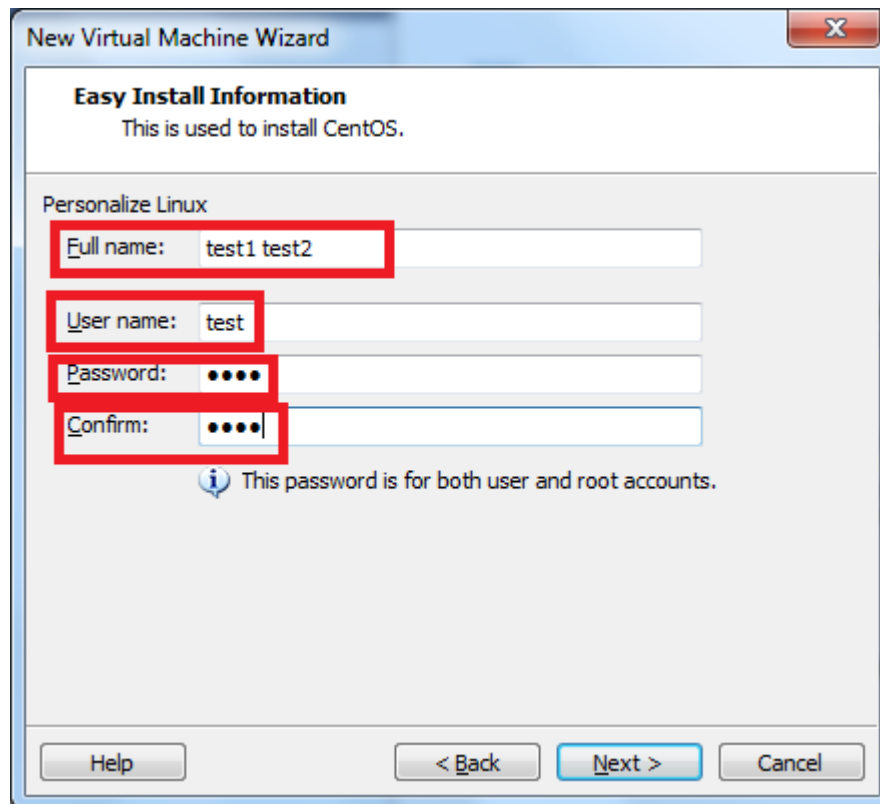 New Virtual Machine Wizard
Easy Install Information
This is used to install CentOS.
Personalize Linux
Full name: test1 test2
User name: test
Password: ●●●●
Confirm: ●●●●
This password is for both user and root accounts.
Help < Back Next > Cancel